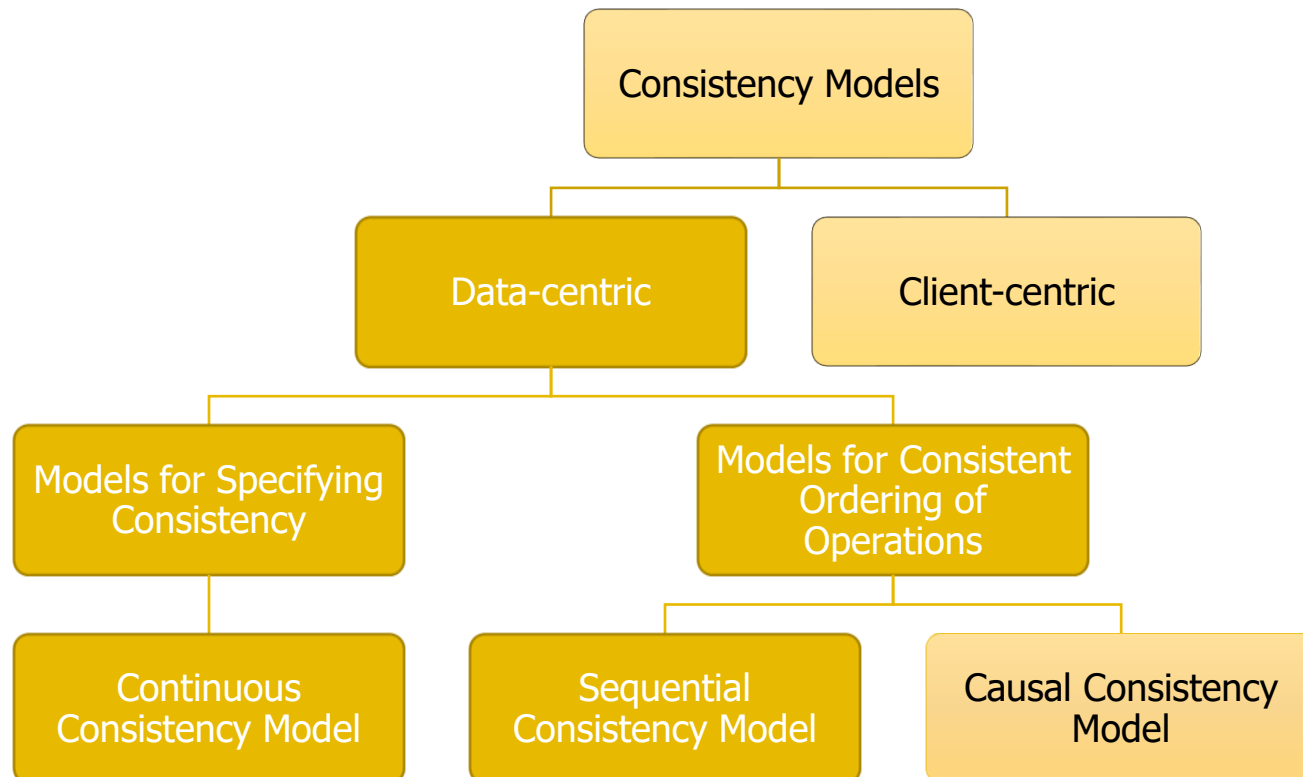 Consistency Models
Data-centric
Client-centric
Models for Specifying
Consistency
Models for Consistent
Ordering of
Operations
Continuous
Consistency Model
Sequential
Consistency Model
Causal Consistency
Model